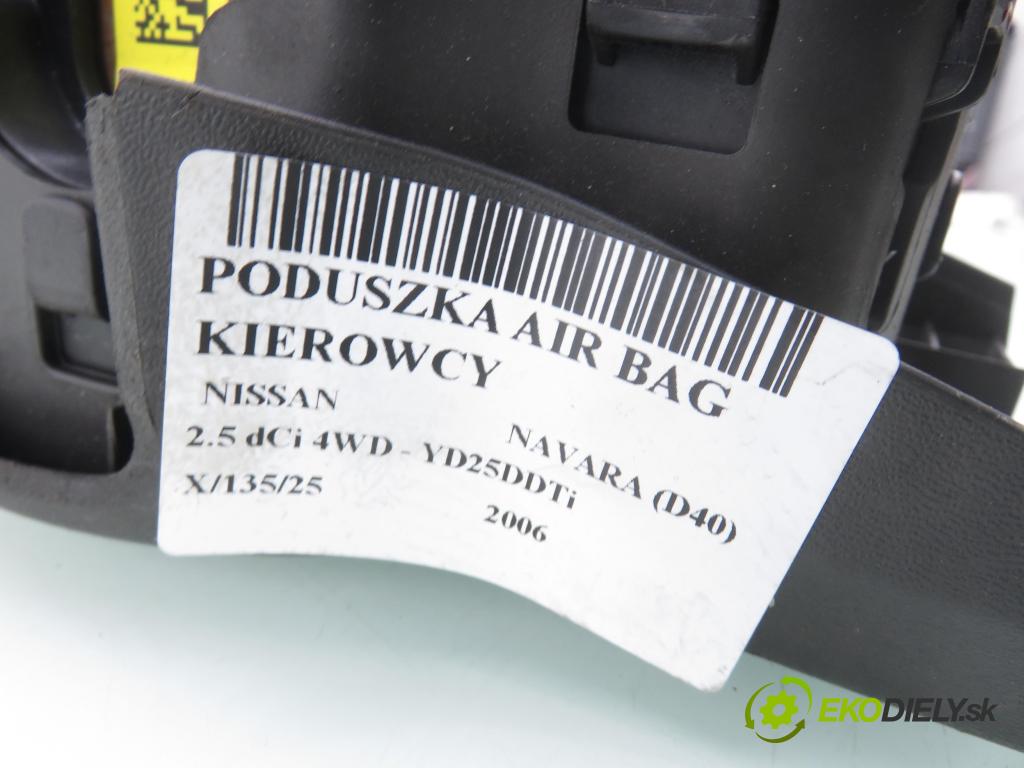 PODUSZKA AIR BAG
KIEROWCY
NISSAN NAVARA (D40)
2.5 dCi 4WD - YD25DDTi
X/135/25 2006
EKODIELY.sk